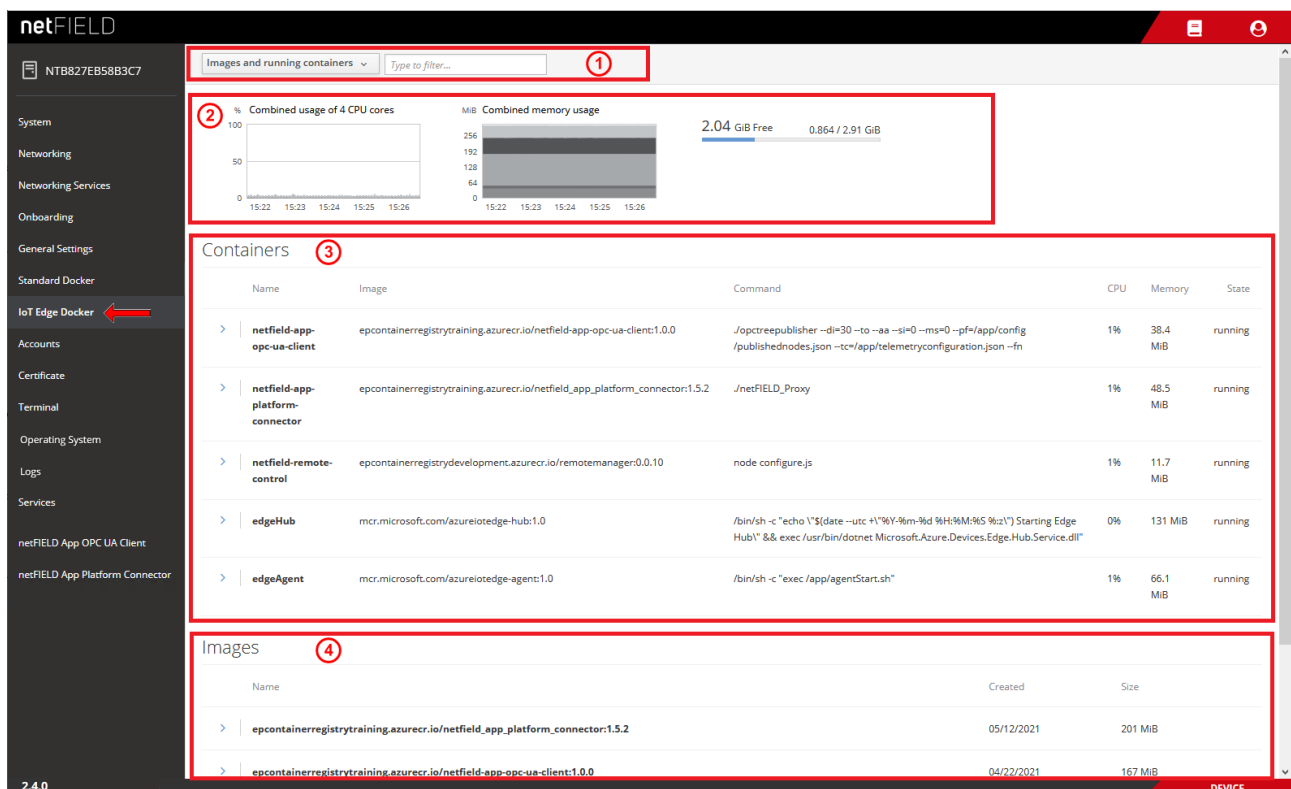 netFIELD
NTB827EB58B3C7
System
Networking
Networking Services
Onboarding
General Settings
Standard Docker
IoT Edge Docker
Accounts
Certificate
Terminal
Operating System
Logs
Services
netFIELD App OPC UA Client
netFIELD App Platform Connector
2.4.0
Images and running containers
Type to filter...
1
2
% Combined usage of 4 CPU cores
100
50
0
15:22 15:23 15:24 15:25 15:26
MiB Combined memory usage
256
192
128
64
0
15:22 15:23 15:24 15:25 15:26
2.04 GiB Free 0.864 / 2.91 GiB
Containers
3
Name Image Command CPU Memory State
netfield-app-
opc-ua-client
epcontainerregistrytraining.azurecr.io/netfield-app-opc-ua-client:1.0.0
./opctreepublisher --di=30 --to --aa --si=0 --ms=0 --pf=/app/config
/publishednodes.json --tc=/app/telemetryconfiguration.json --fn
1%
38.4
MiB
running
netfield-app-
platform-
connector
epcontainerregistrytraining.azurecr.io/netfield_app_platform_connector:1.5.2
./netFIELD_Proxy
1%
48.5
MiB
running
netfield-remote-
control
epcontainerregistrydevelopment.azurecr.io/remotemanager:0.0.10
node configure.js
1%
11.7
MiB
running
edgeHub
mcr.microsoft.com/azureiotedge-hub:1.0
/bin/sh -c "echo \"$(date --utc +\"%Y-%m-%d %H:%M:%S %:z\") Starting Edge
Hub\" && exec /usr/bin/dotnet Microsoft.Azure.Devices.Edge.Hub.Service.dll"
0%
131 MiB
running
edgeAgent
mcr.microsoft.com/azureiotedge-agent:1.0
/bin/sh -c "exec /app/agentStart.sh"
1%
66.1
MiB
running
Images
4
Name Created Size
epcontainerregistrytraining.azurecr.io/netfield_app_platform_connector:1.5.2 05/12/2021 201 MiB
epcontainerregistrytraining.azurecr.io/netfield-app-opc-ua-client:1.0.0 04/22/2021 167 MiB
DEVICE